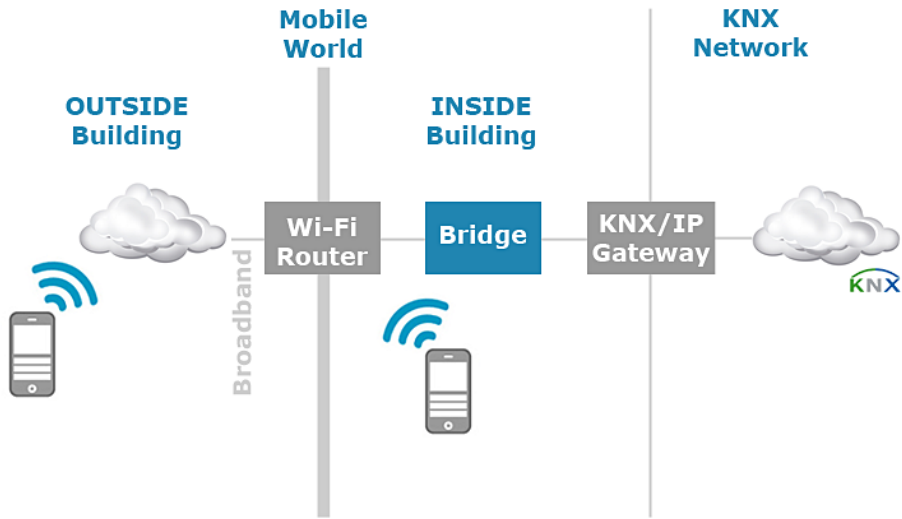 Mobile
World
KNX
Network
OUTSIDE
Building
INSIDE
Building
Wi-Fi
Router
Bridge
KNX/IP
Gateway
Broadband
KNX